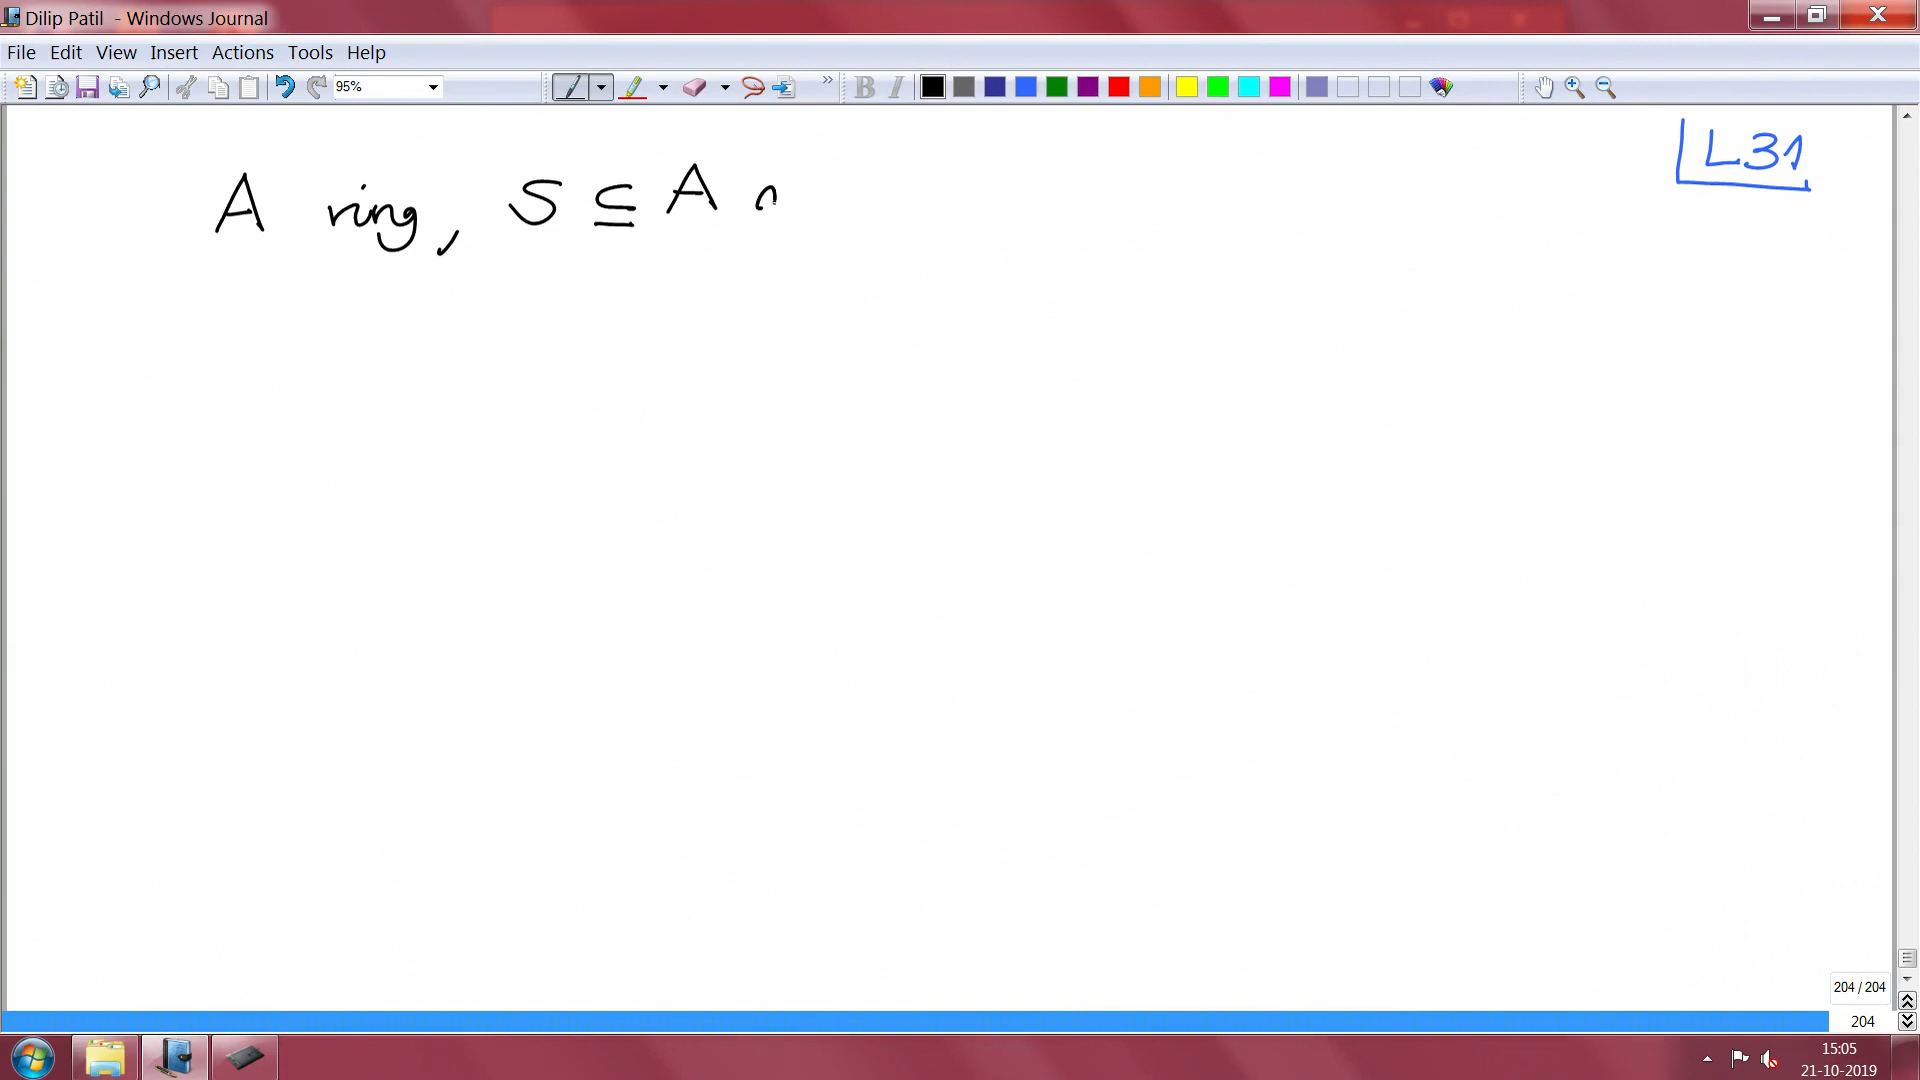 Dilip Patil - Windows Journal
File Edit View Insert Actions Tools Help
95%
B I
L31
A ring, S ⊆ A
204 / 204
204
15:05
21-10-2019